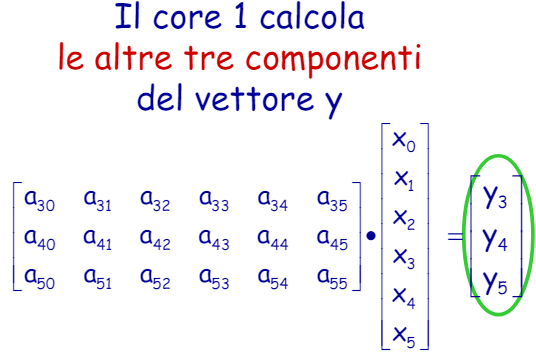 Il core 1 calcola
le altre tre componenti
del vettore y
x₀
x₁
a₃₀ a₃₁ a₃₂ a₃₃ a₃₄ a₃₅ y₃
x₂
a₄₀ a₄₁ a₄₂ a₄₃ a₄₄ a₄₅ • = y₄
x₃
a₅₀ a₅₁ a₅₂ a₅₃ a₅₄ a₅₅ y₅
x₄
x₅